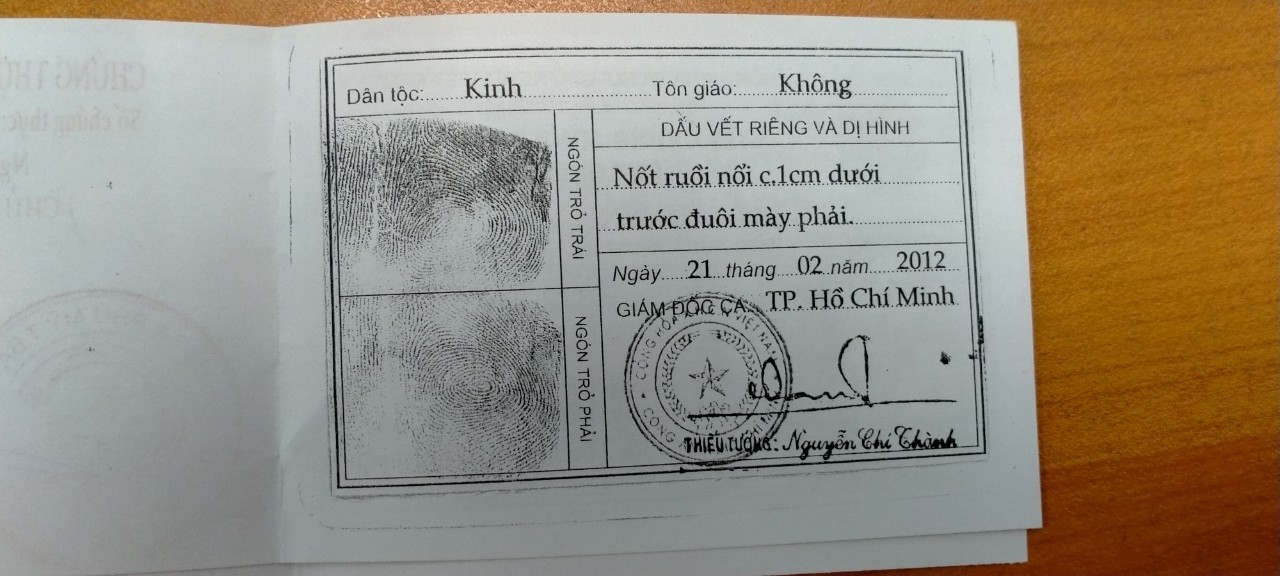 Dân tộc: Kinh Tôn giáo: Không
NGÓN TRỎ TRÁI
NGÓN TRỎ PHẢI
DẤU VẾT RIÊNG VÀ DỊ HÌNH
Nốt ruồi nổi c.1cm dưới
trước đuôi mày phải.
Ngày 21 tháng 02 năm 2012
GIÁM ĐỐC CA. TP. Hồ Chí Minh
THIẾU TƯỚNG: Nguyễn Chí Thành
CHỨNG THỰ
Số chứng thực: